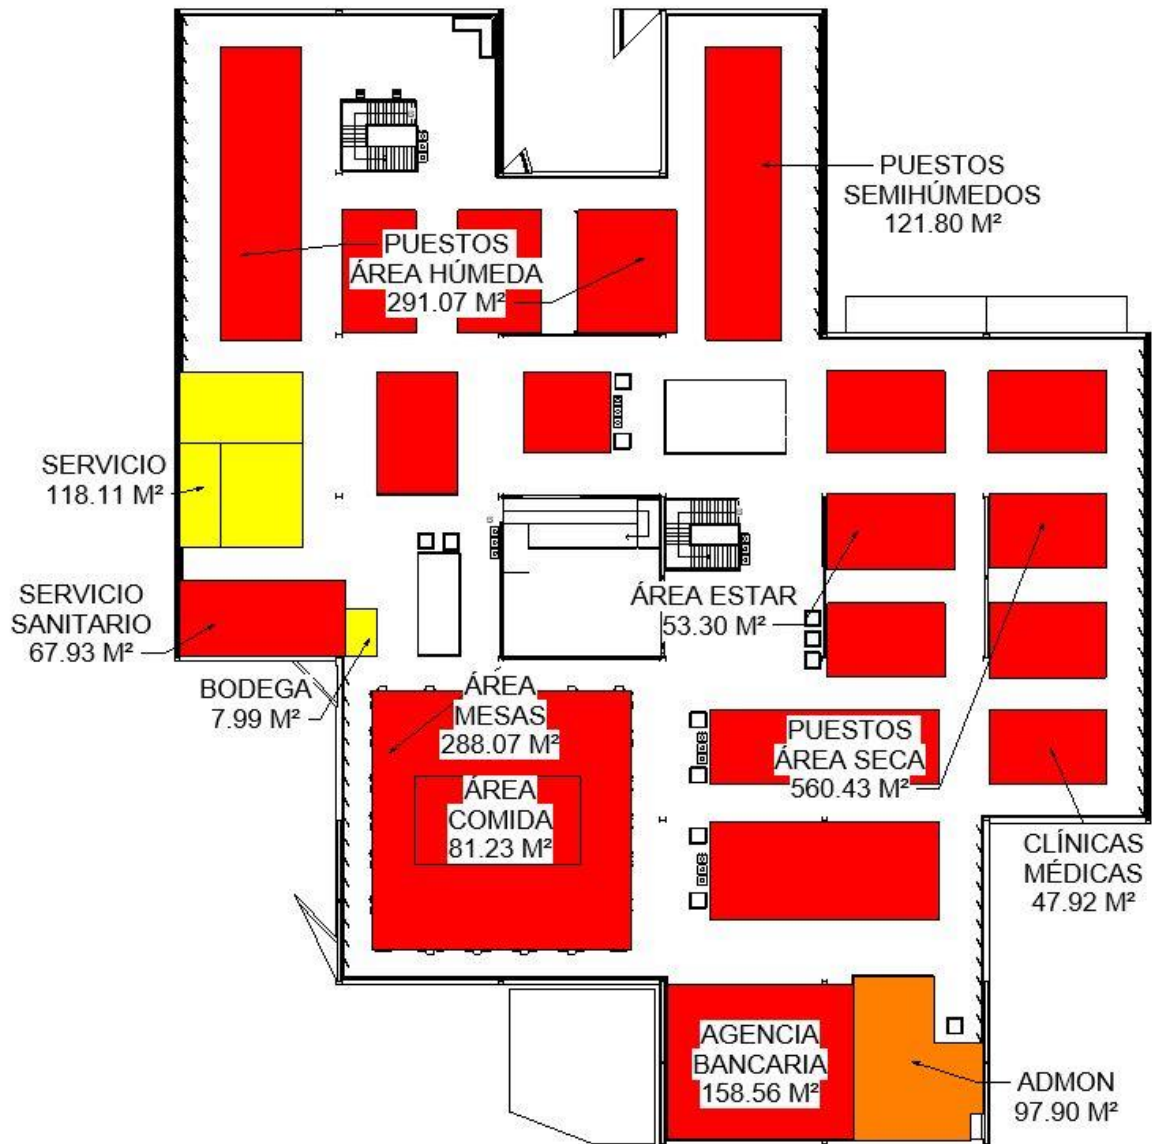 PUESTOS
SEMIHÚMEDOS
121.80 M²
PUESTOS
ÁREA HÚMEDA
291.07 M²
SERVICIO
118.11 M²
SERVICIO
SANITARIO
67.93 M²
ÁREA ESTAR
53.30 M²
BODEGA
7.99 M²
ÁREA
MESAS
288.07 M²
PUESTOS
ÁREA SECA
560.43 M²
ÁREA
COMIDA
81.23 M²
CLÍNICAS
MÉDICAS
47.92 M²
AGENCIA
BANCARIA
158.56 M²
ADMON
97.90 M²